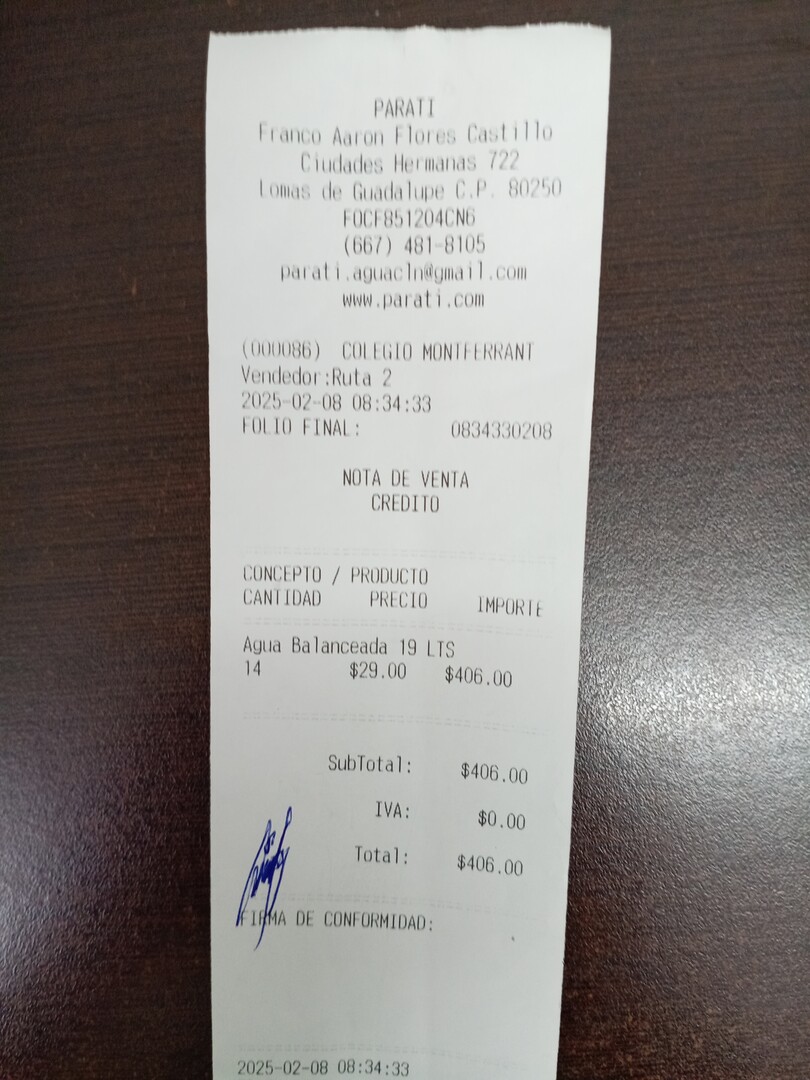 PARATI
Franco Aaron Flores Castillo
Ciudades Hermanas 722
Lomas de Guadalupe C.P. 80250
FOCF851204CN6
(667) 481-8105
parati.aguacln@gmail.com
www.parati.com
(000086) COLEGIO MONTFERRANT
Vendedor:Ruta 2
2025-02-08 08:34:33
FOLIO FINAL: 0834330208
NOTA DE VENTA
CREDITO
CONCEPTO / PRODUCTO
CANTIDAD PRECIO IMPORTE
Agua Balanceada 19 LTS
14 $29.00 $406.00
SubTotal: $406.00
IVA: $0.00
Total: $406.00
FIRMA DE CONFORMIDAD:
2025-02-08 08:34:33